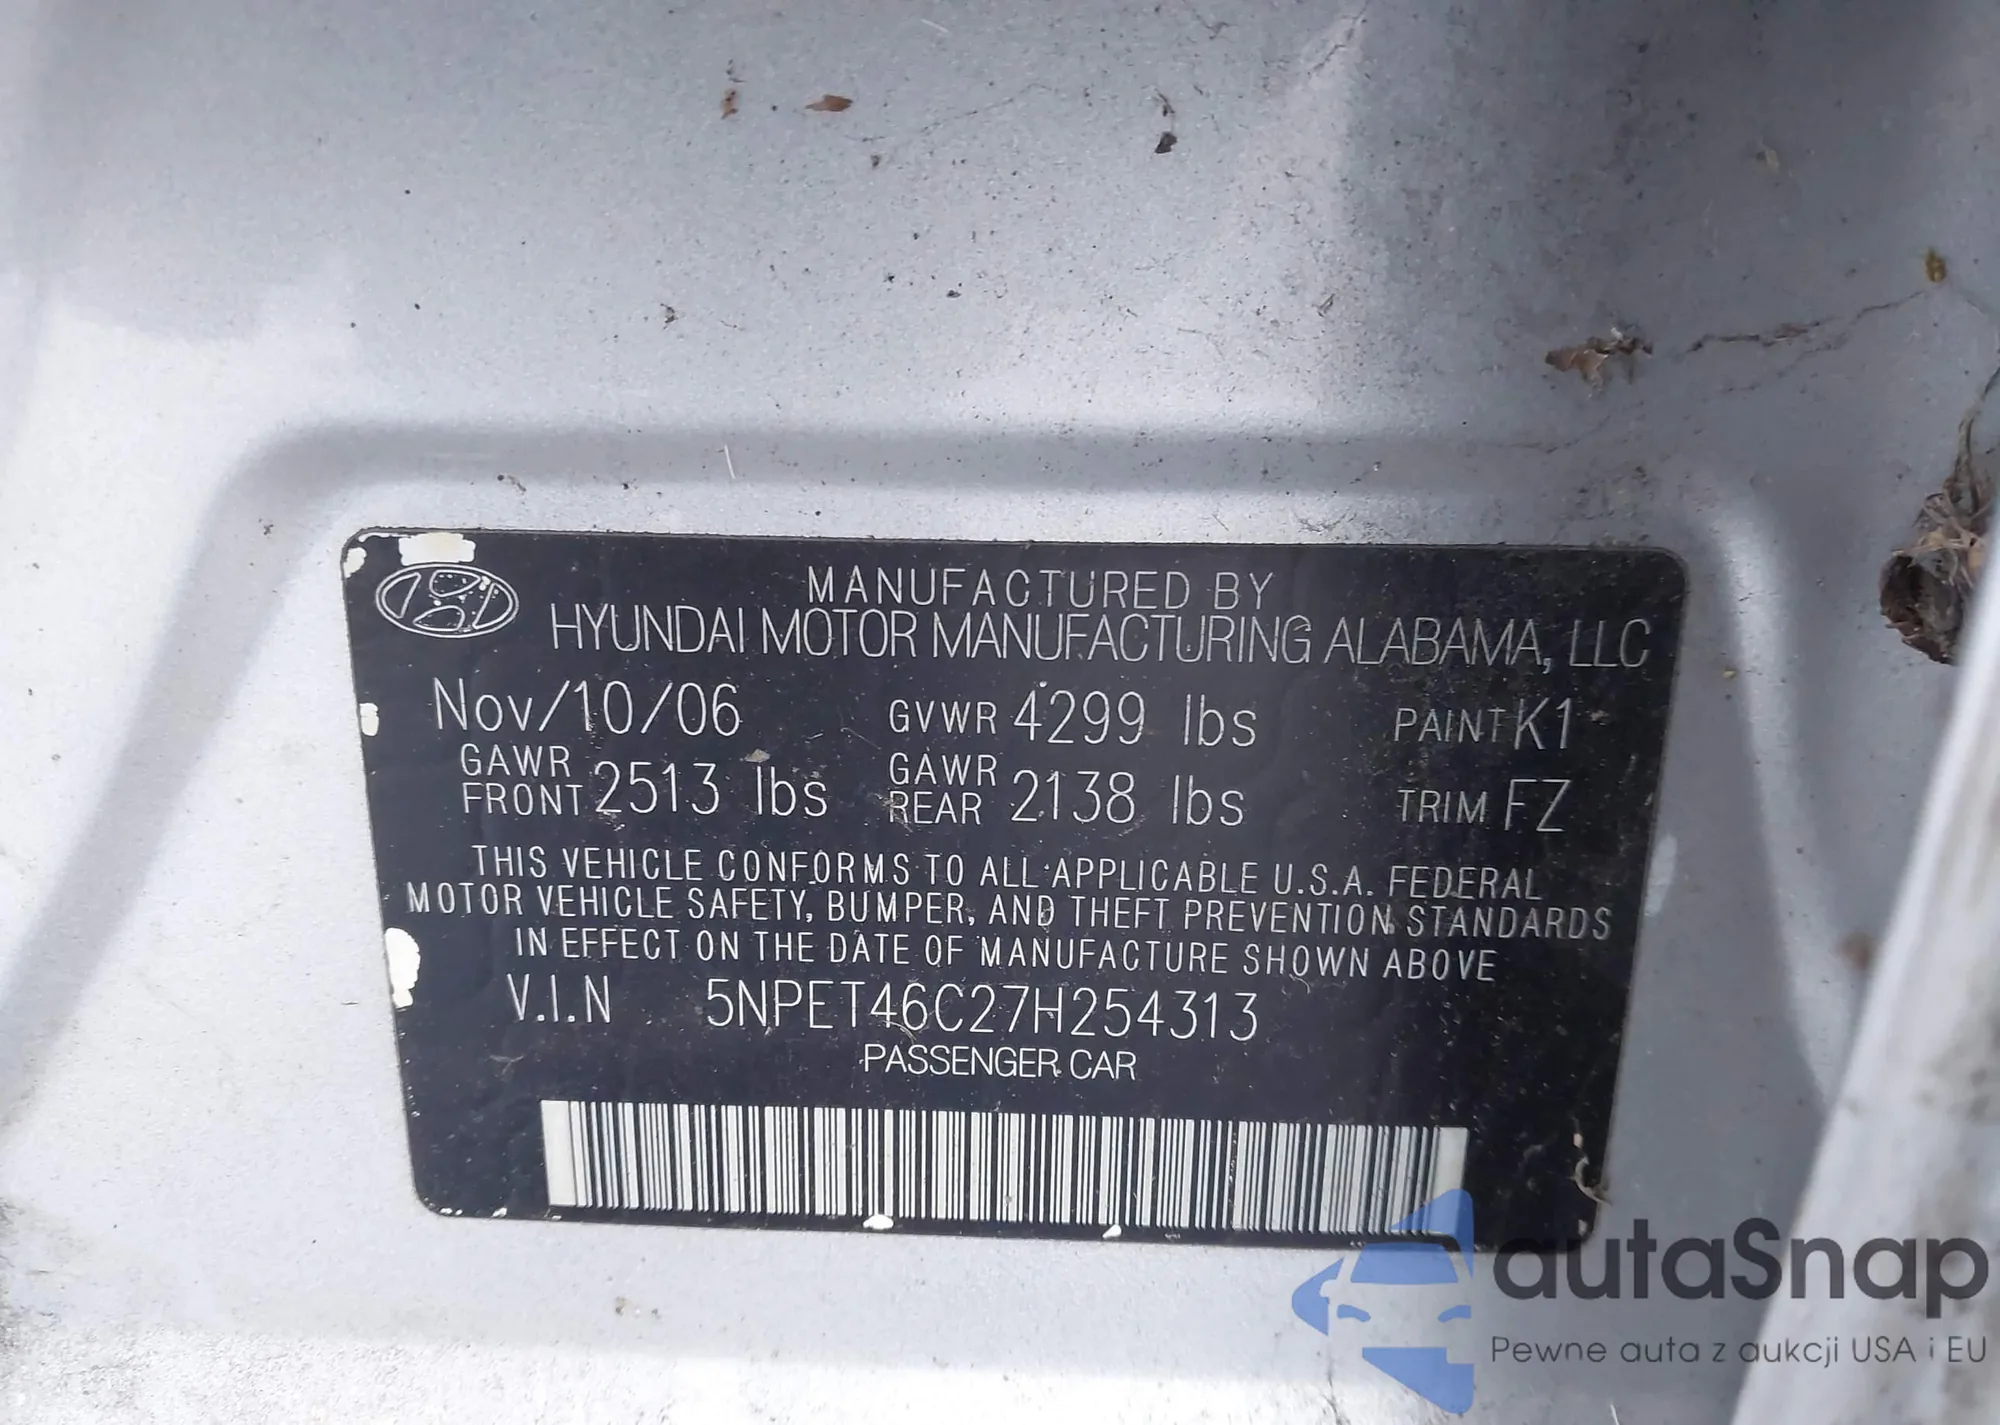 MANUFACTURED BY
HYUNDAI MOTOR MANUFACTURING ALABAMA, LLC
Nov/10/06 GVWR 4299 lbs PAINT K1
GAWR FRONT 2513 lbs GAWR REAR 2138 lbs TRIM FZ
THIS VEHICLE CONFORMS TO ALL APPLICABLE U.S.A. FEDERAL
MOTOR VEHICLE SAFETY, BUMPER, AND THEFT PREVENTION STANDARDS
IN EFFECT ON THE DATE OF MANUFACTURE SHOWN ABOVE
V.I.N 5NPET46C27H254313
PASSENGER CAR
autaSnap
Pewne auta z aukcji USA i EU